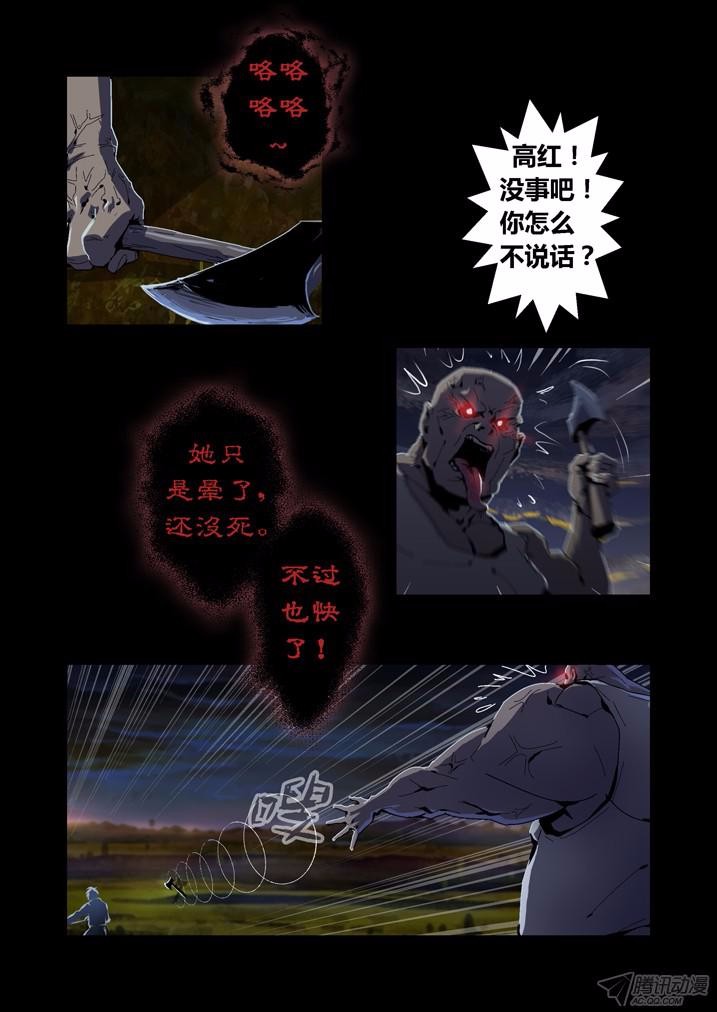 咯咯
咯咯
~
高红！
没事吧！
你怎么
不说话？
她只
是晕了，
还没死。
不过
也快
了！
嗖
腾讯动漫
AC.QQ.COM